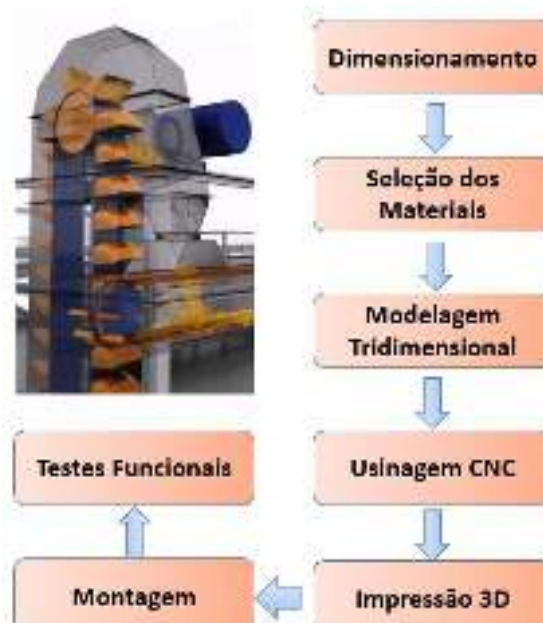 Dimensionamento
Seleção dos
Materiais
Modelagem
Tridimensional
Usinagem CNC
Impressão 3D
Montagem
Testes Funcionais